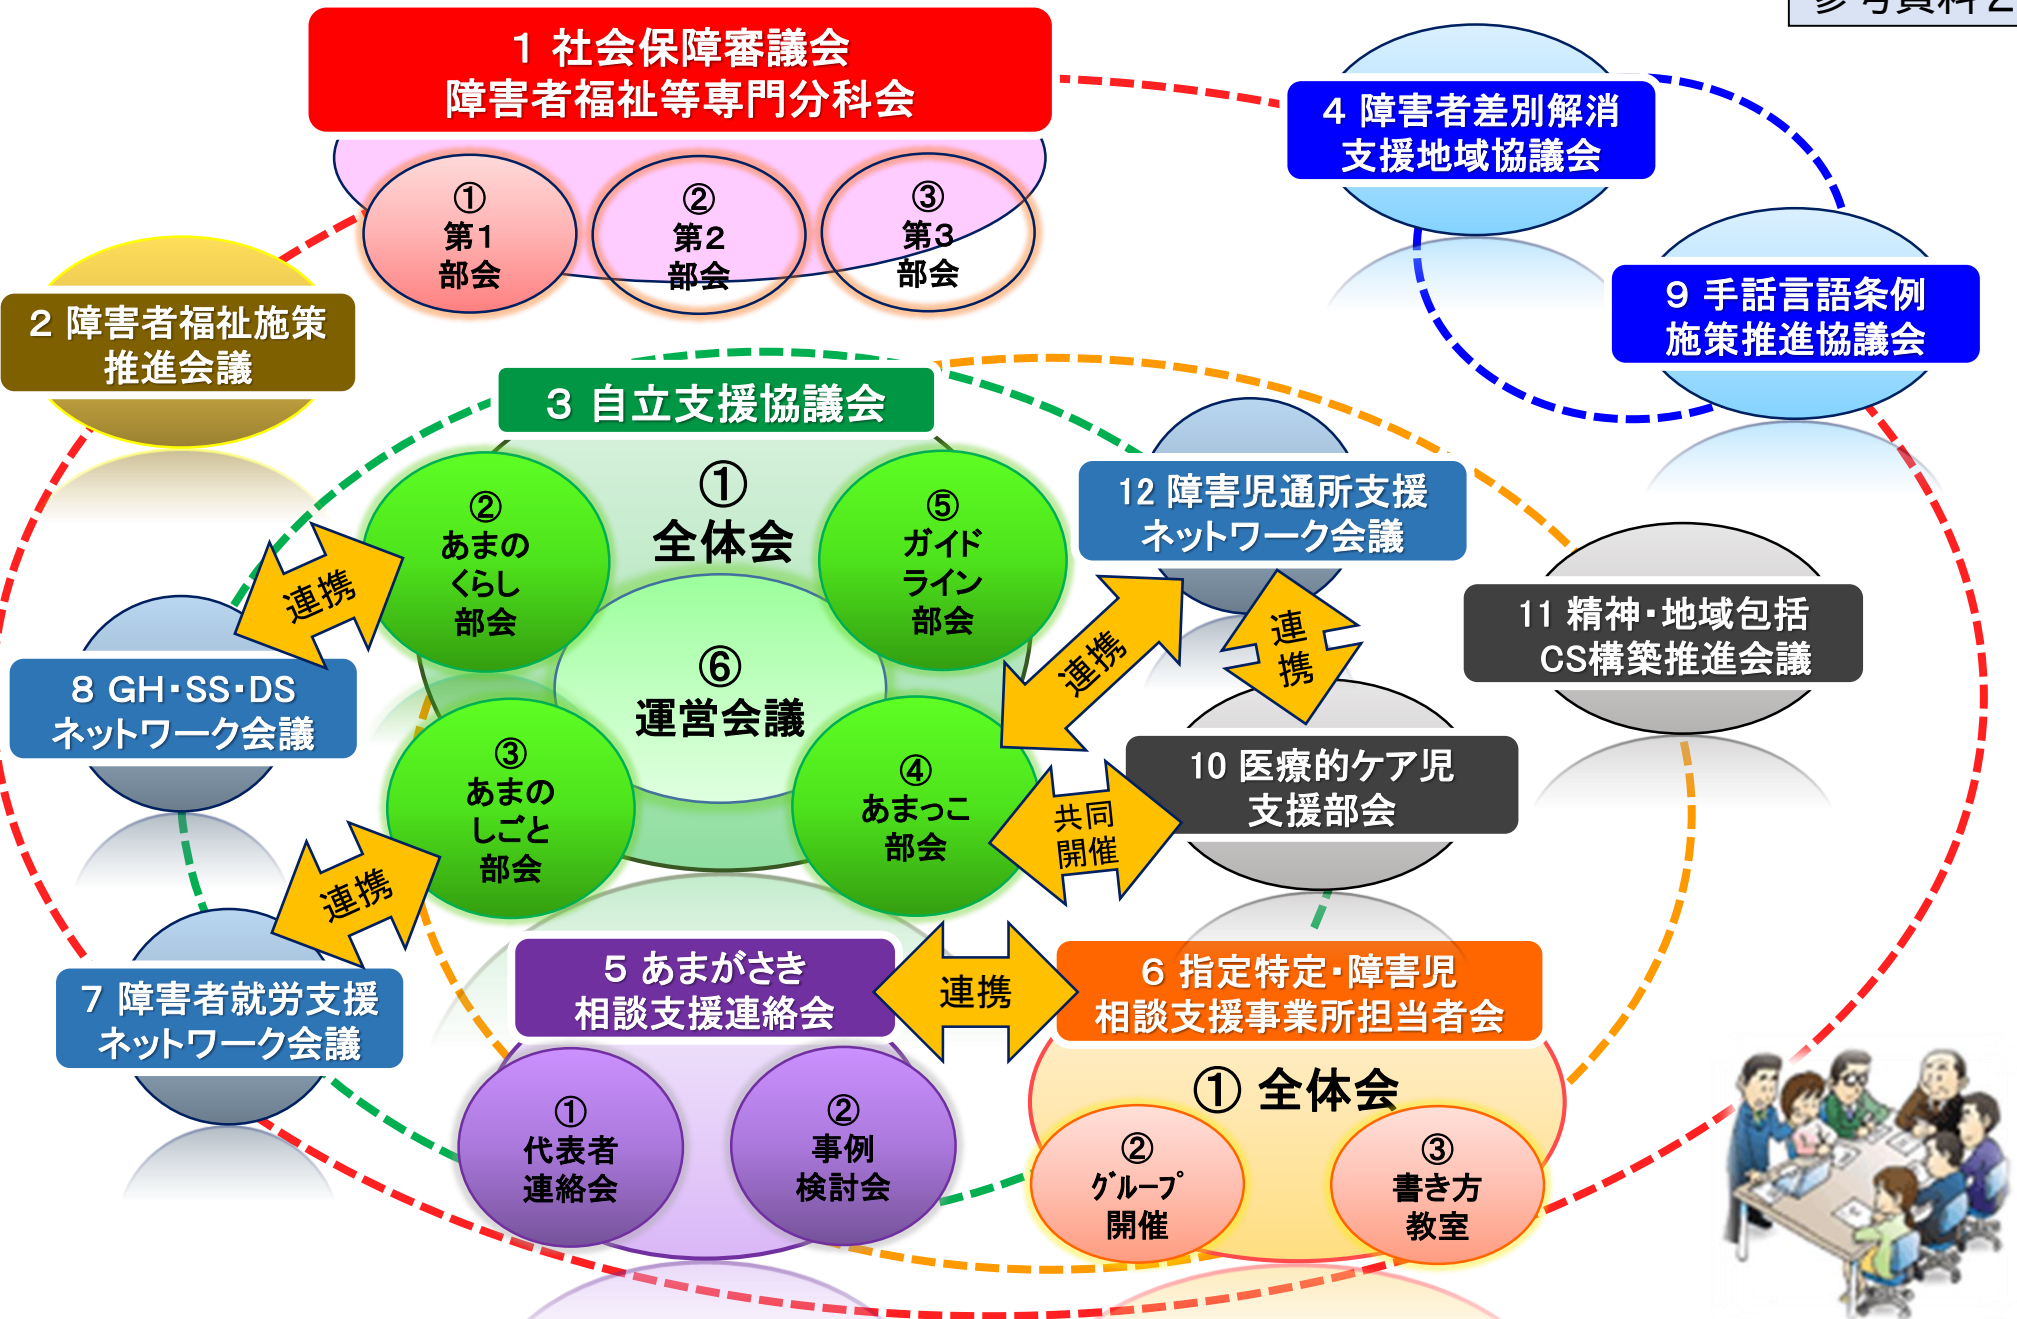 参考資料2
1 社会保障審議会
障害者福祉等専門分科会
①
第1
部会
②
第2
部会
③
第3
部会
4 障害者差別解消
支援地域協議会
9 手話言語条例
施策推進協議会
2 障害者福祉施策
推進会議
3 自立支援協議会
①
全体会
②
あまの
くらし
部会
⑤
ガイド
ライン
部会
⑥
運営会議
③
あまの
しごと
部会
④
あまっこ
部会
12 障害児通所支援
ネットワーク会議
11 精神・地域包括
CS構築推進会議
連携
連携
連
携
8 GH・SS・DS
ネットワーク会議
10 医療的ケア児
支援部会
共同
開催
連携
7 障害者就労支援
ネットワーク会議
5 あまがさき
相談支援連絡会
連携
6 指定特定・障害児
相談支援事業所担当者会
①
代表者
連絡会
②
事例
検討会
① 全体会
②
グループ
開催
③
書き方
教室